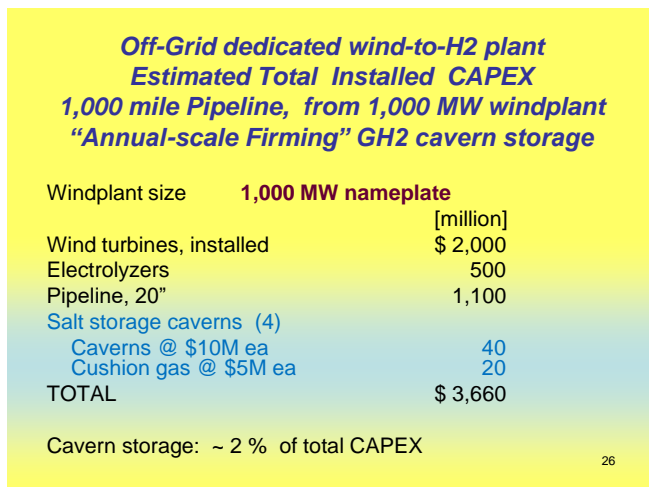 Off-Grid dedicated wind-to-H2 plant
Estimated Total Installed CAPEX
1,000 mile Pipeline, from 1,000 MW windplant
“Annual-scale Firming” GH2 cavern storage
Windplant size 1,000 MW nameplate
[million]
Wind turbines, installed $ 2,000
Electrolyzers 500
Pipeline, 20” 1,100
Salt storage caverns (4)
Caverns @ $10M ea 40
Cushion gas @ $5M ea 20
TOTAL $ 3,660
Cavern storage: ~ 2 % of total CAPEX
26